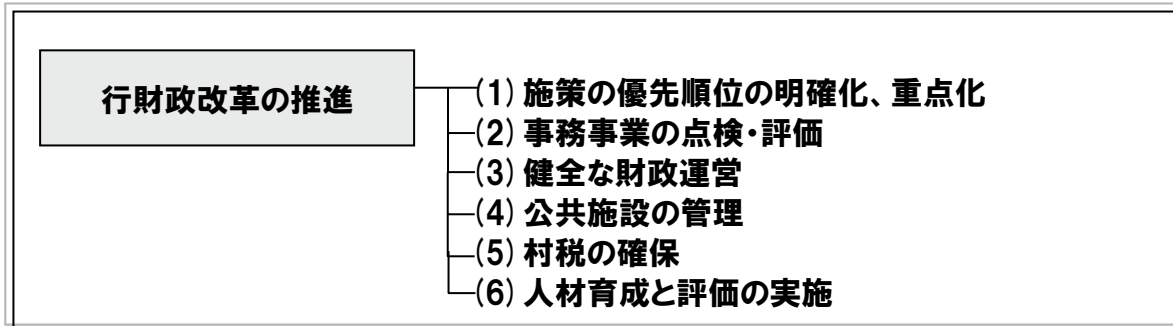 行財政改革の推進
(1) 施策の優先順位の明確化、重点化
(2) 事務事業の点検・評価
(3) 健全な財政運営
(4) 公共施設の管理
(5) 村税の確保
(6) 人材育成と評価の実施